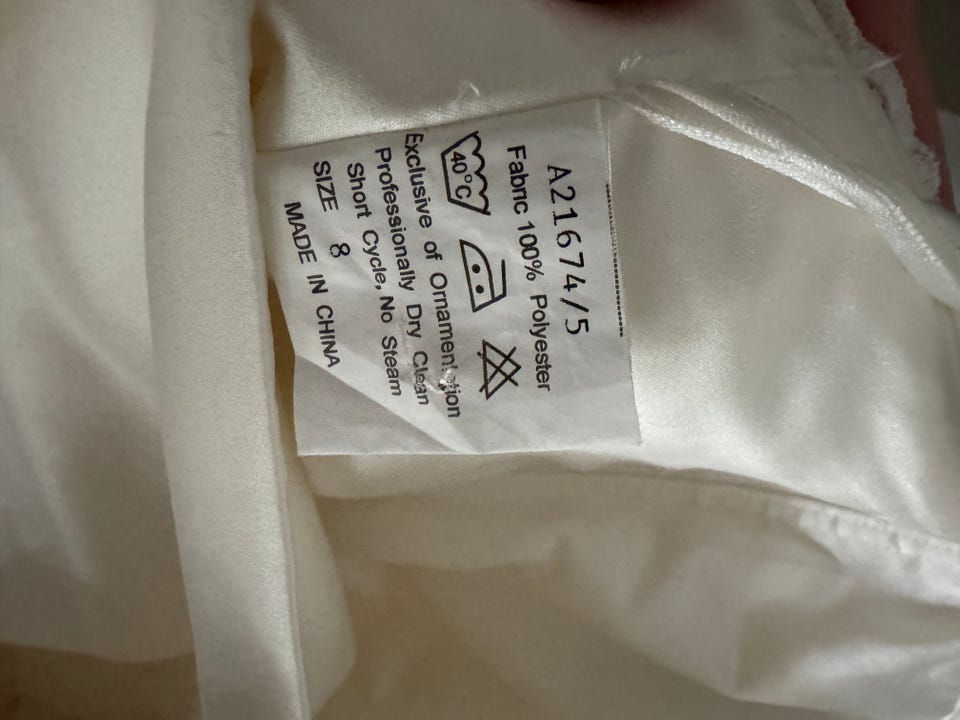 A21674/5
Fabric 100% Polyester
40°C
Exclusive of Ornamentation
Professionally Dry Clean
Short Cycle, No Steam
SIZE 8
MADE IN CHINA